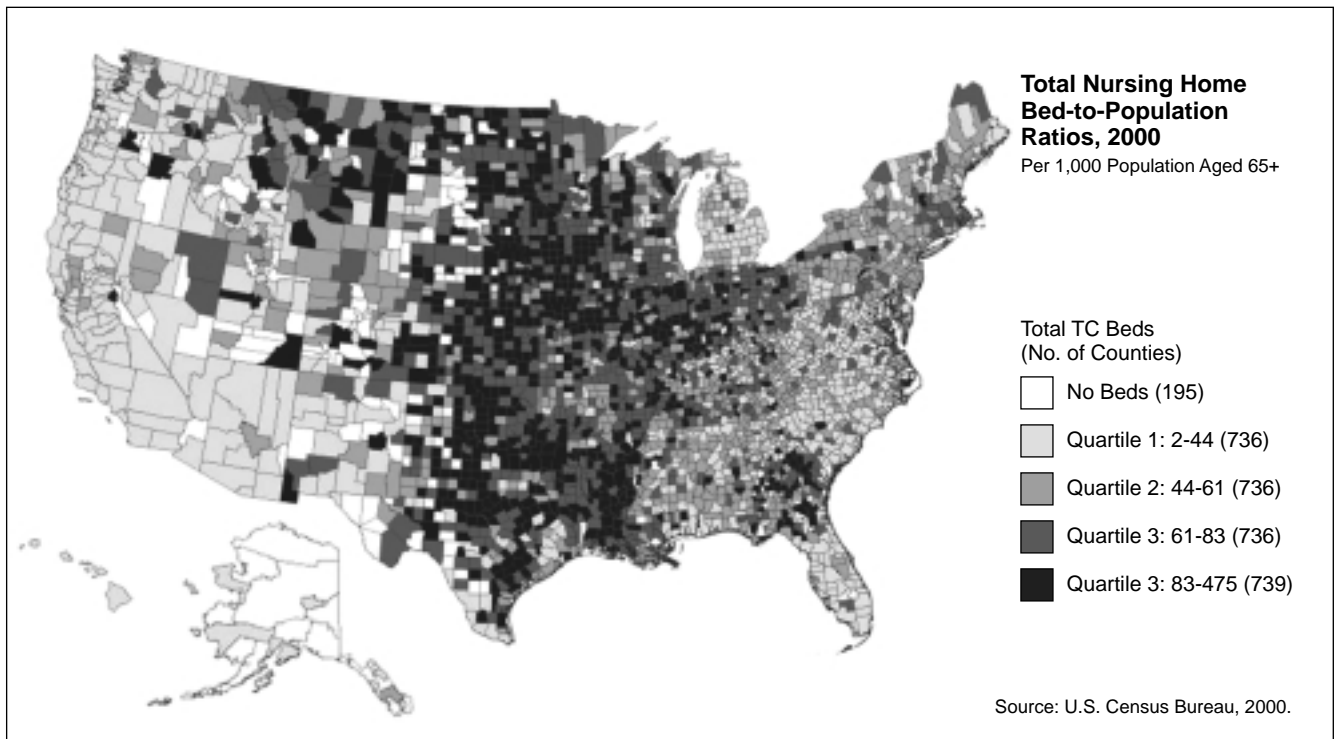 Total Nursing Home
Bed-to-Population
Ratios, 2000
Per 1,000 Population Aged 65+
Total TC Beds
(No. of Counties)
No Beds (195)
Quartile 1: 2-44 (736)
Quartile 2: 44-61 (736)
Quartile 3: 61-83 (736)
Quartile 3: 83-475 (739)
Source: U.S. Census Bureau, 2000.